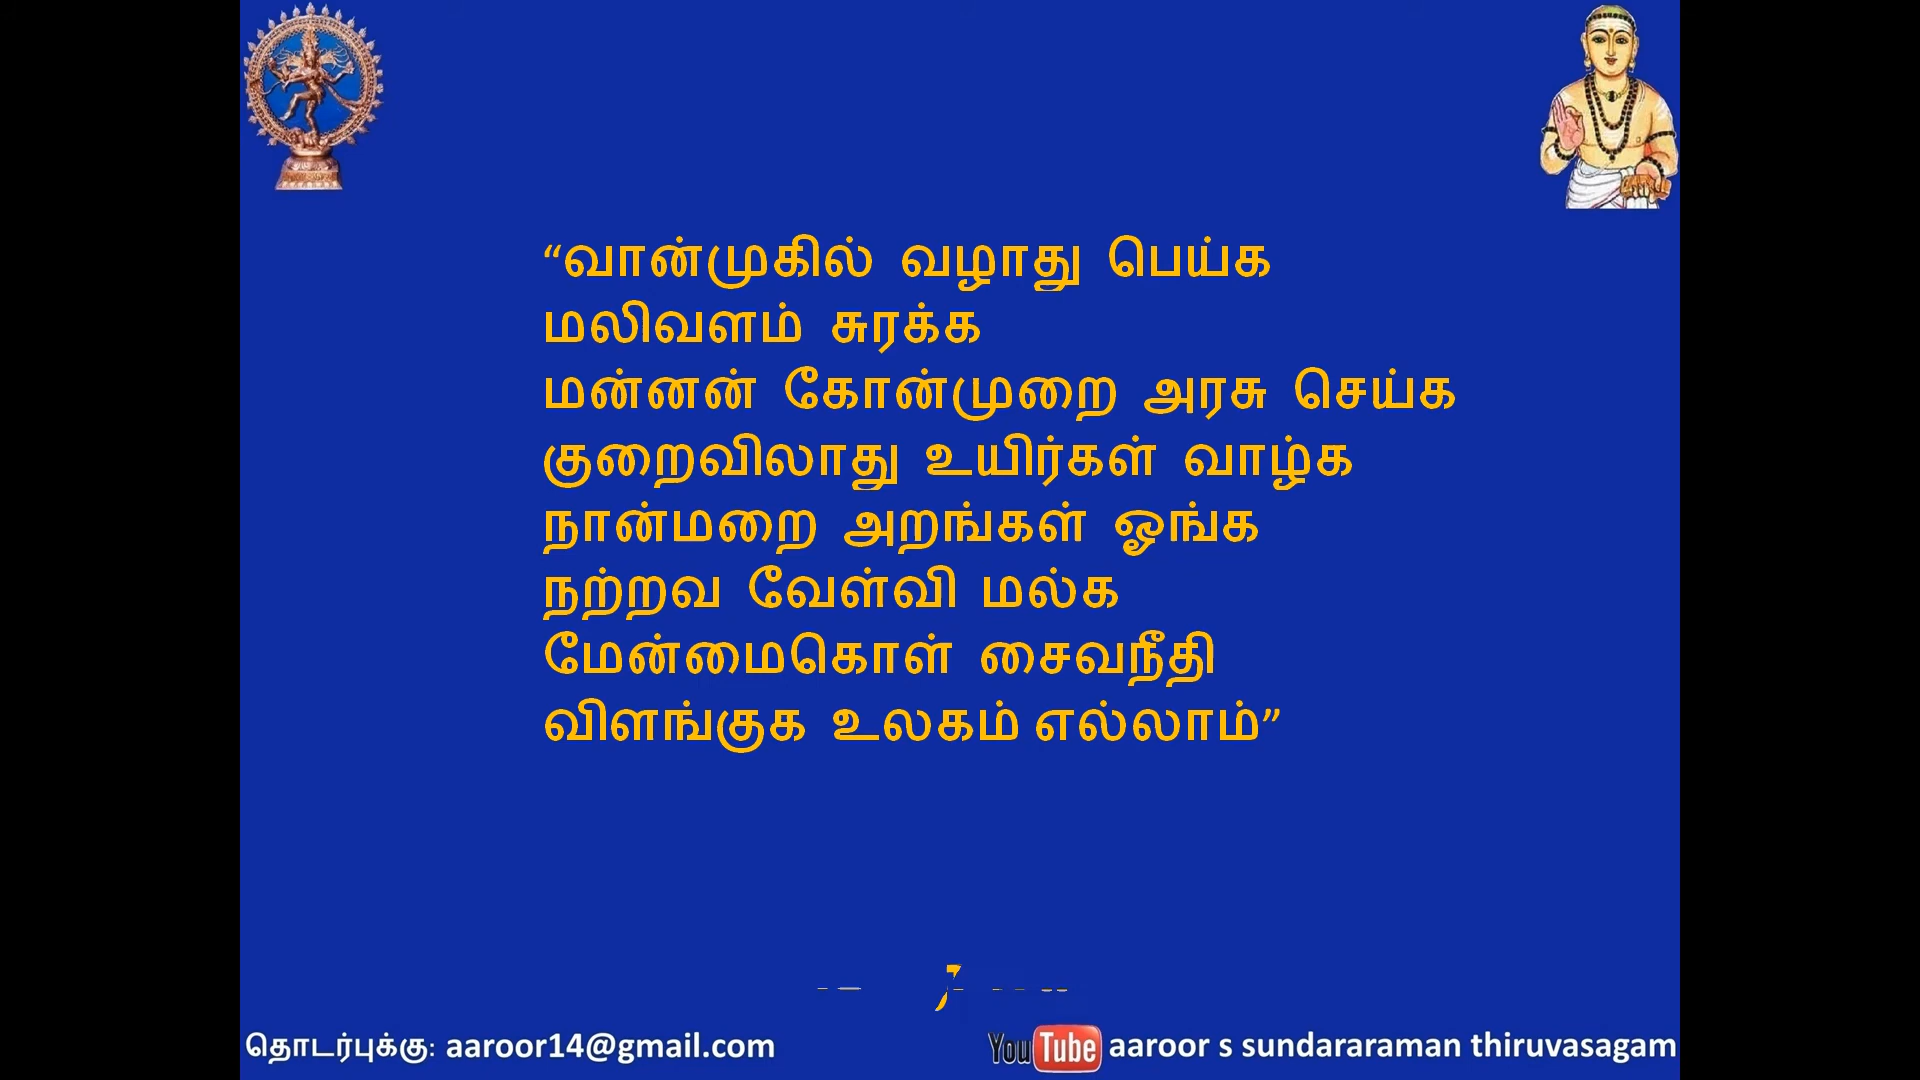 “வான்முகில் வழாது பெய்க
மலிவளம் சுரக்க
மன்னன் கோன்முறை அரசு செய்க
குறைவிலாது உயிர்கள் வாழ்க
நான்மறை அறங்கள் ஓங்க
நற்றவ வேள்வி மல்க
மேன்மைகொள் சைவநீதி
விளங்குக உலகம் எல்லாம்”
தொடர்புக்கு: aaroor14@gmail.com
YouTube aaroor s sundararaman thiruvasagam